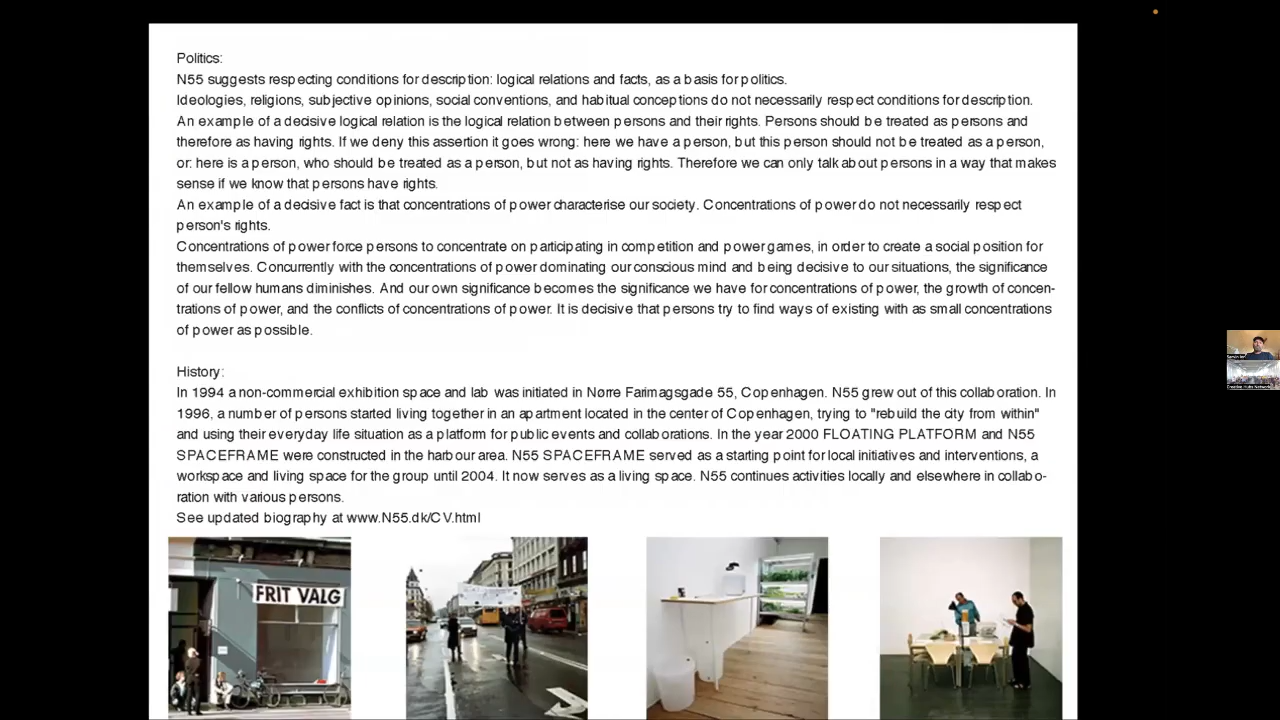 Politics:
N55 suggests respecting conditions for description: logical relations and facts, as a basis for politics.
Ideologies, religions, subjective opinions, social conventions, and habitual conceptions do not necessarily respect conditions for description.
An example of a decisive logical relation is the logical relation between persons and their rights. Persons should be treated as persons and
therefore as having rights. If we deny this assertion it goes wrong: here we have a person, but this person should not be treated as a person,
or: here is a person, who should be treated as a person, but not as having rights. Therefore we can only talk about persons in a way that makes
sense if we know that persons have rights.
An example of a decisive fact is that concentrations of power characterise our society. Concentrations of power do not necessarily respect
person's rights.
Concentrations of power force persons to concentrate on participating in competition and power games, in order to create a social position for
themselves. Concurrently with the concentrations of power dominating our conscious mind and being decisive to our situations, the significance
of our fellow humans diminishes. And our own significance becomes the significance we have for concentrations of power, the growth of concen-
trations of power, and the conflicts of concentrations of power. It is decisive that persons try to find ways of existing with as small concentrations
of power as possible.
History:
In 1994 a non-commercial exhibition space and lab was initiated in Nørre Farimagsgade 55, Copenhagen. N55 grew out of this collaboration. In
1996, a number of persons started living together in an apartment located in the center of Copenhagen, trying to "rebuild the city from within"
and using their everyday life situation as a platform for public events and collaborations. In the year 2000 FLOATING PLATFORM and N55
SPACEFRAME were constructed in the harbour area. N55 SPACEFRAME served as a starting point for local initiatives and interventions, a
workspace and living space for the group until 2004. It now serves as a living space. N55 continues activities locally and elsewhere in collabo-
ration with various persons.
See updated biography at www.N55.dk/CV.html
FRIT VALG